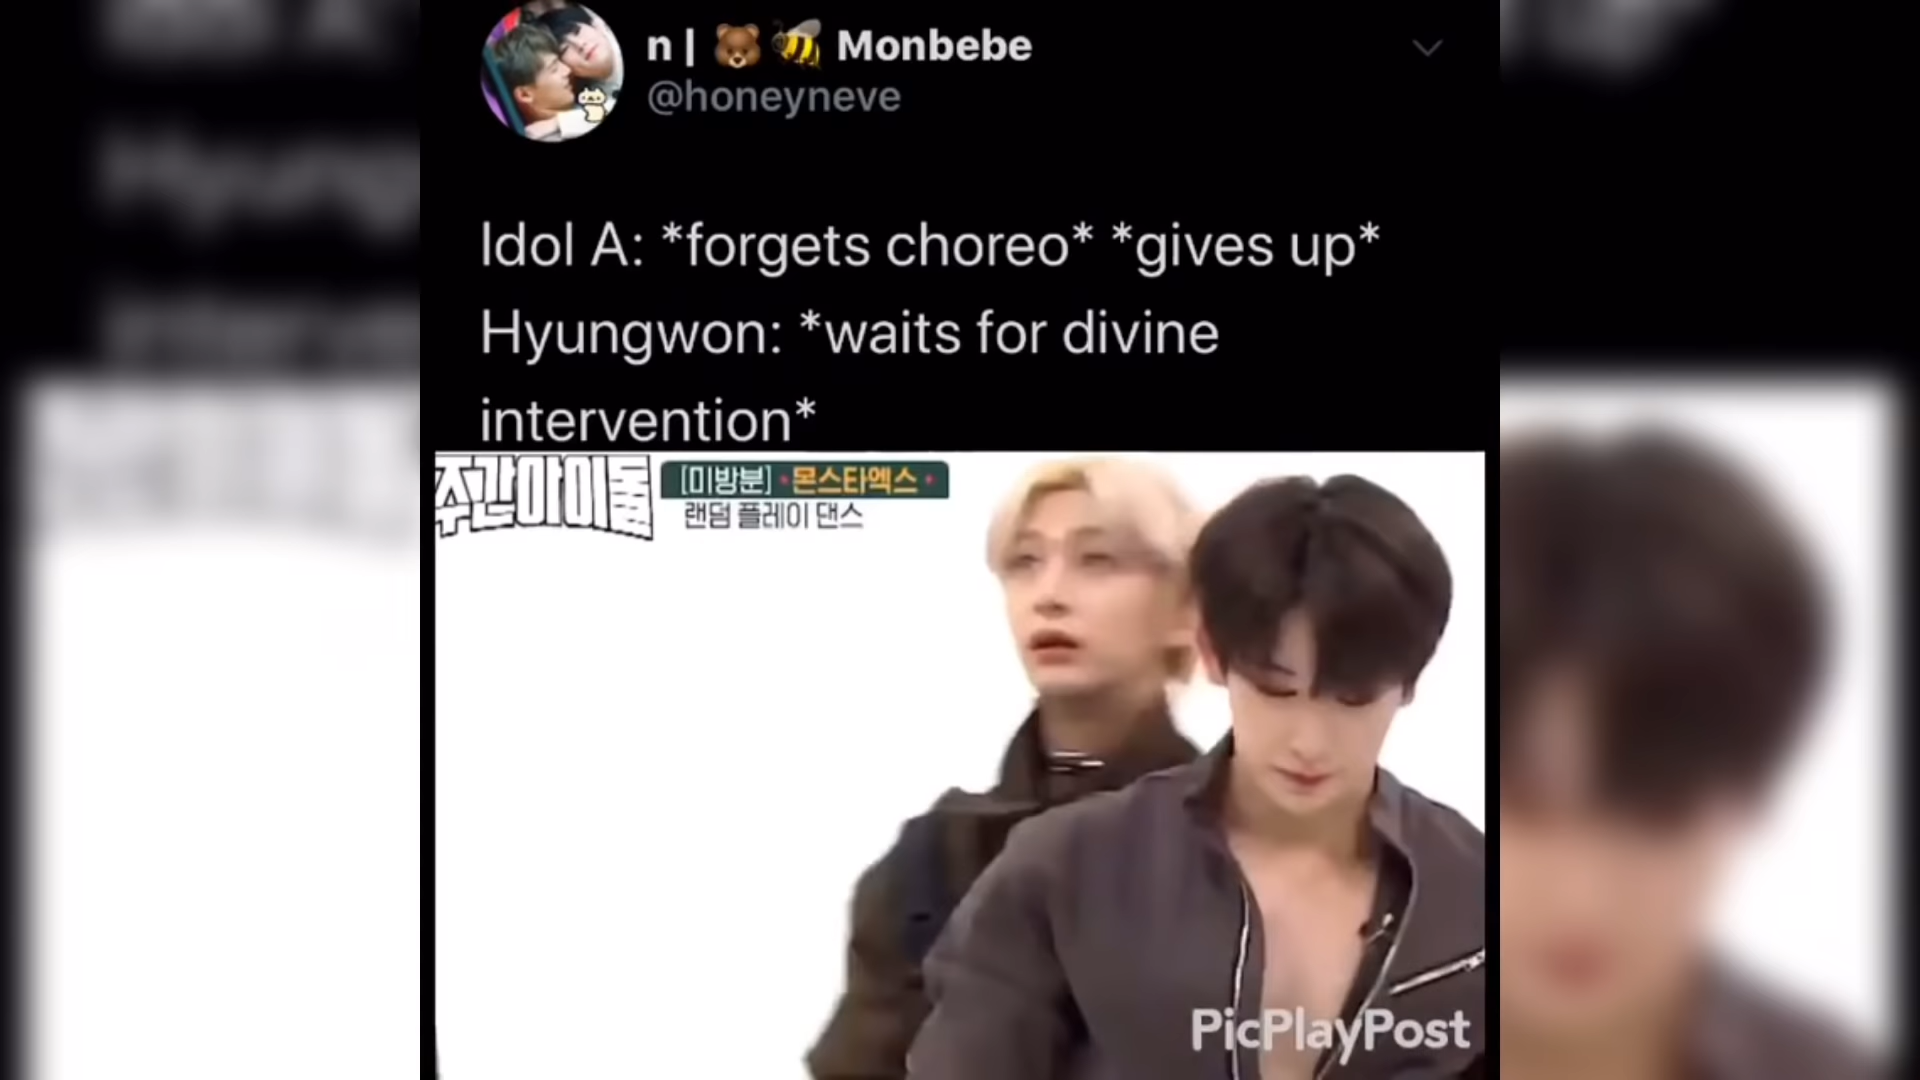 n | 🐻🐝 Monbebe
@honeyneve
Idol A: *forgets choreo* *gives up*
Hyungwon: *waits for divine
intervention*
주간아이돌
[미방분] · 몬스타엑스 ·
랜덤 플레이 댄스
PicPlayPost